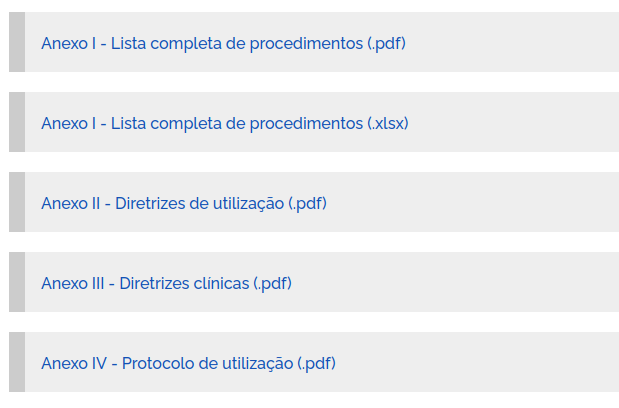 Anexo I - Lista completa de procedimentos (.pdf)
Anexo I - Lista completa de procedimentos (.xlsx)
Anexo II - Diretrizes de utilização (.pdf)
Anexo III - Diretrizes clínicas (.pdf)
Anexo IV - Protocolo de utilização (.pdf)